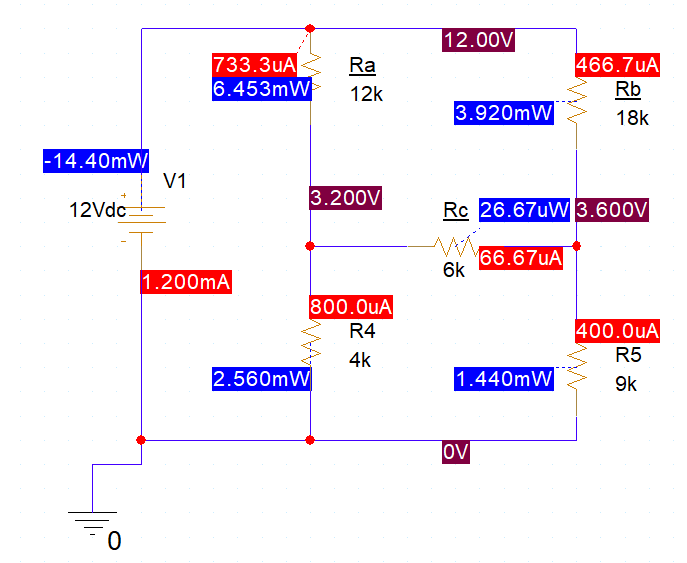 12.00V
733.3uA
Ra
466.7uA
6.453mW
12k
Rb
3.920mW
18k
-14.40mW
V1
3.200V
Rc
26.67uW
3.600V
12Vdc
+
-
66.67uA
6k
1.200mA
800.0uA
R4
400.0uA
4k
R5
2.560mW
1.440mW
9k
0V
0